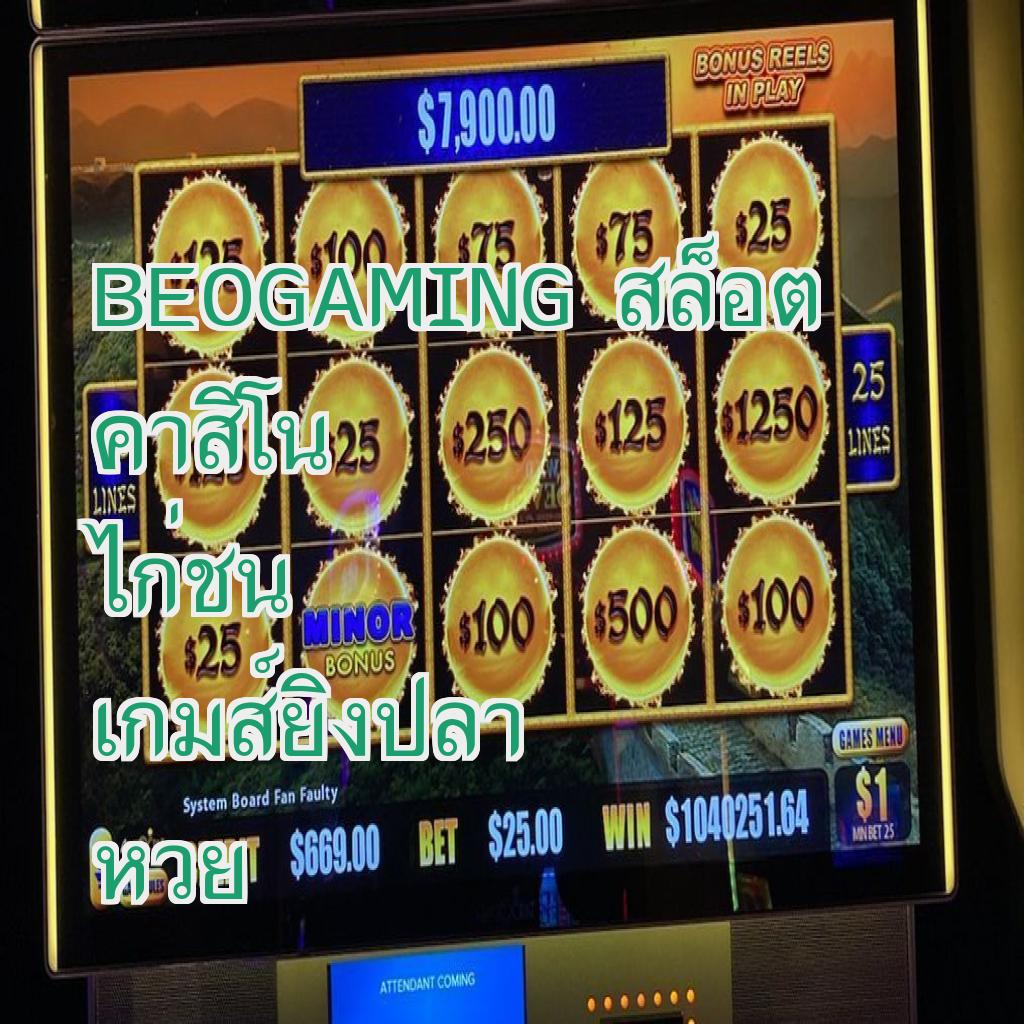 BONUS REELS
IN PLAY
$7,900.00
$125 $100 $75 $75 $25
BEOGAMING สล็อต
$25 $250 $125 $1250
คาสิโน
25
LINES
LINES
ไก่ชน
$25 MINOR
BONUS $100 $500 $100
เกมส์ยิงปลา
GAMES MENU
System Board Fan Faulty
$669.00 BET $25.00 WIN $1040251.64
$1
MIN BET 25
หวย
ATTENDANT COMING